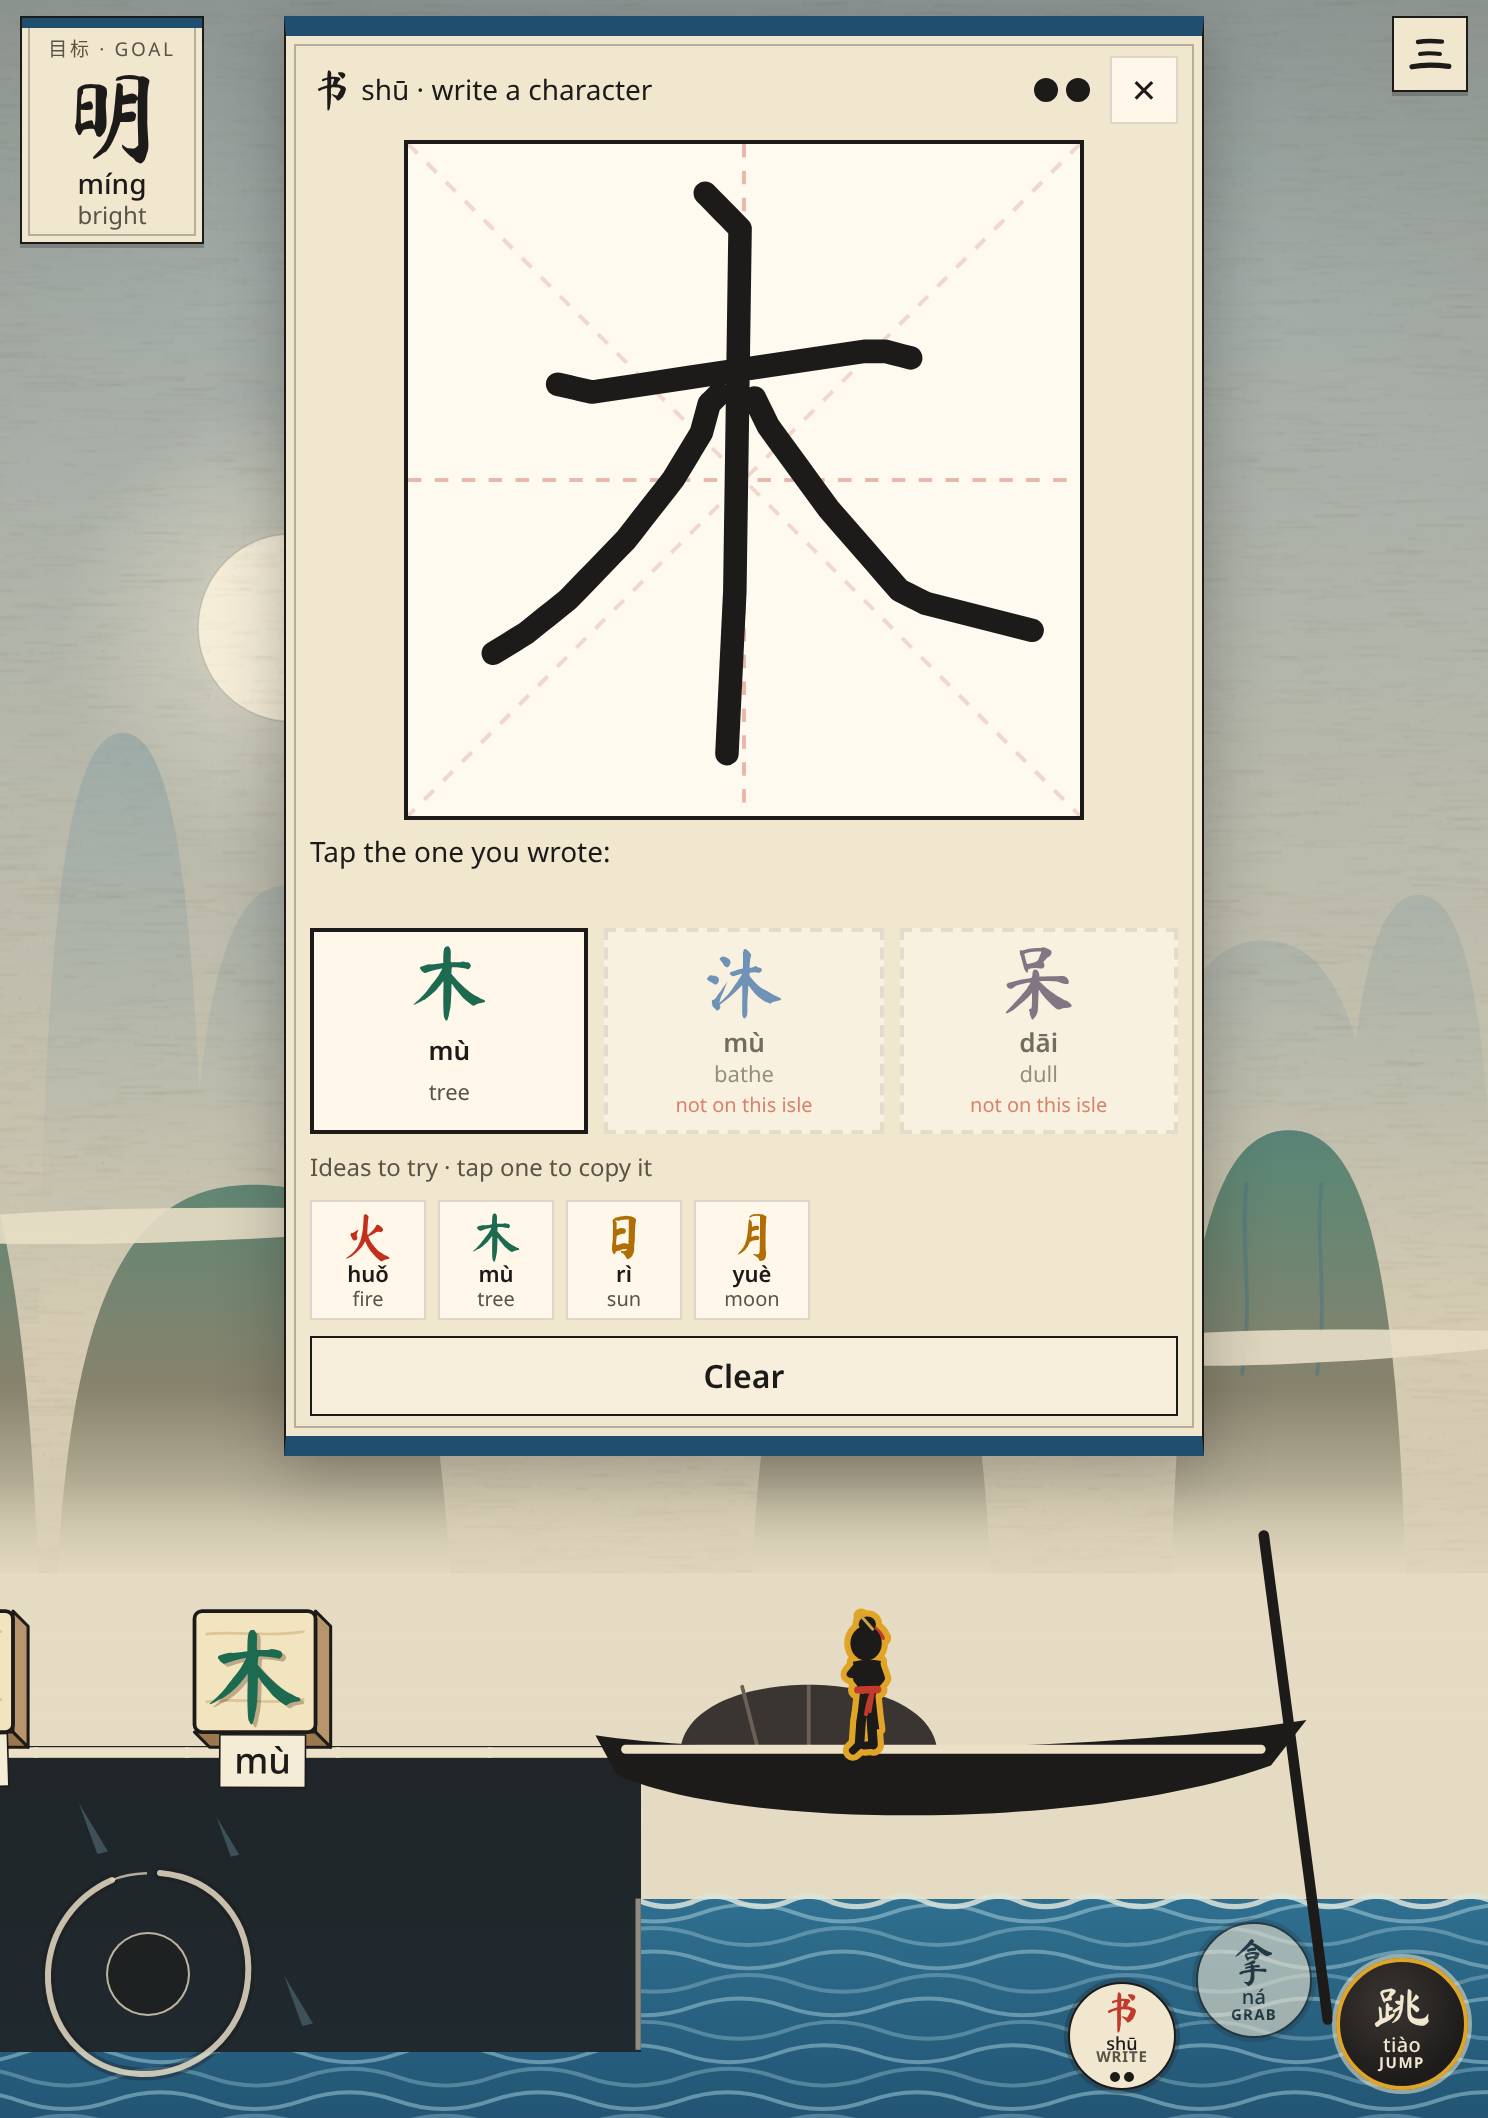 目标 · GOAL
明
míng
bright
书 shū · write a character
×
三
木
Tap the one you wrote:
木
mù
tree
沐
mù
bathe
not on this isle
呆
dāi
dull
not on this isle
Ideas to try · tap one to copy it
火
huǒ
fire
木
mù
tree
日
rì
sun
月
yuè
moon
Clear
木
mù
拿
ná
GRAB
书
shū
WRITE
跳
tiào
JUMP